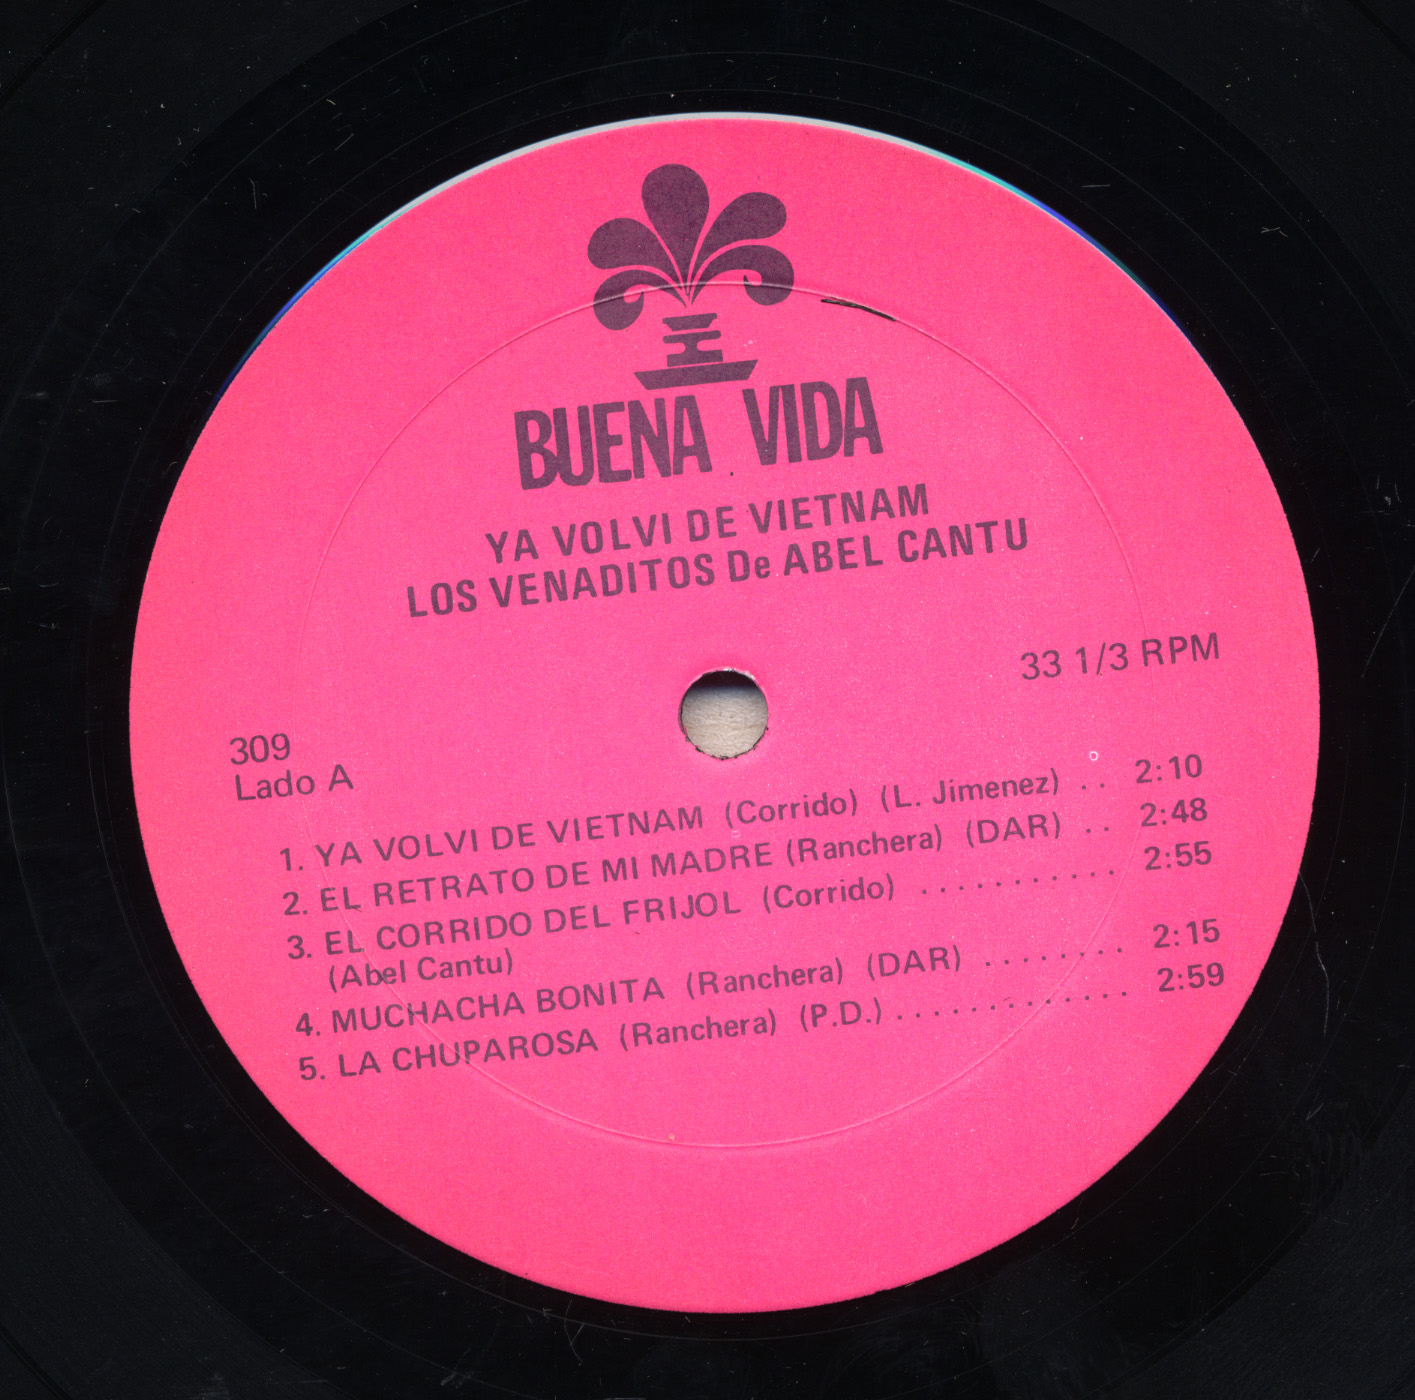 BUENA VIDA
YA VOLVI DE VIETNAM
LOS VENADITOS De ABEL CANTU
33 1/3 RPM
309
Lado A
1. YA VOLVI DE VIETNAM (Corrido) (L. Jimenez) . . 2:10
2. EL RETRATO DE MI MADRE (Ranchera) (DAR) . . 2:48
3. EL CORRIDO DEL FRIJOL (Corrido) . . . . . . . . . . . 2:55
(Abel Cantu)
4. MUCHACHA BONITA (Ranchera) (DAR) . . . . . . . . 2:15
5. LA CHUPAROSA (Ranchera) (P.D.) . . . . . . . . . . . . . 2:59